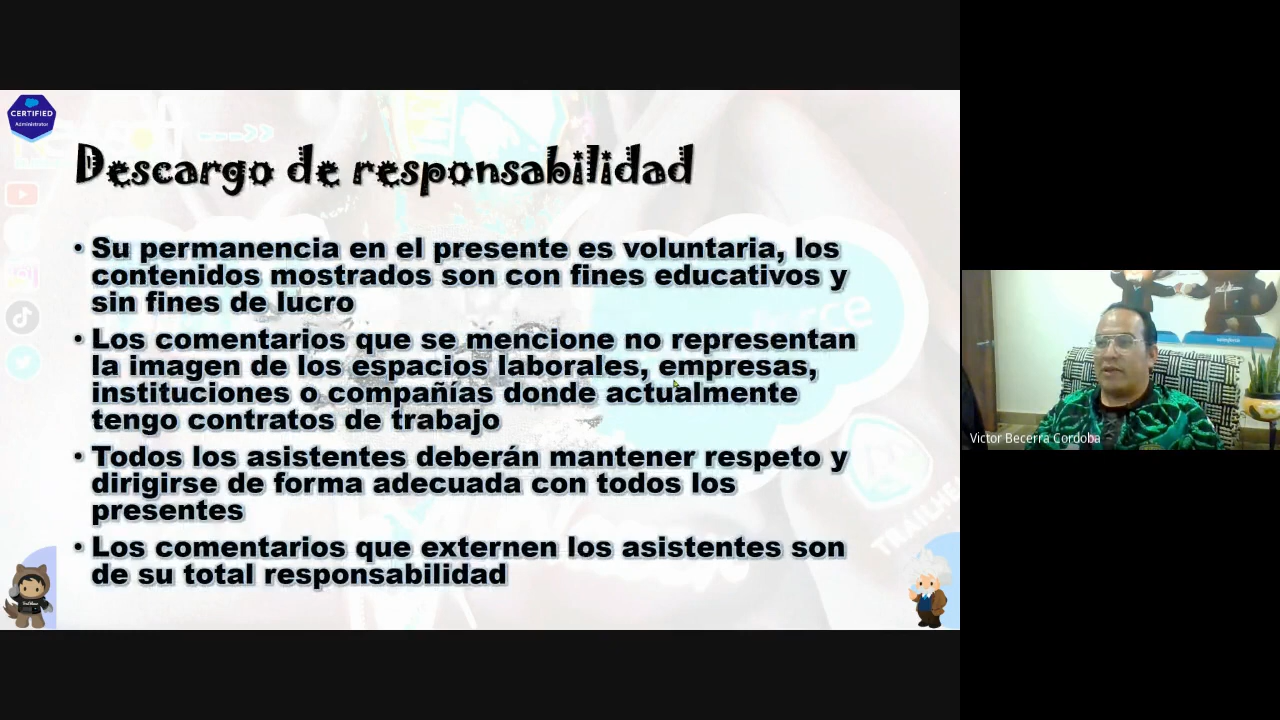 CERTIFIED
Administrator
Descargo de responsabilidad
• Su permanencia en el presente es voluntaria, los
contenidos mostrados son con fines educativos y
sin fines de lucro
• Los comentarios que se mencione no representan
la imagen de los espacios laborales, empresas,
instituciones o compañías donde actualmente
tengo contratos de trabajo
• Todos los asistentes deberán mantener respeto y
dirigirse de forma adecuada con todos los
presentes
• Los comentarios que externen los asistentes son
de su total responsabilidad
Victor Becerra Cordoba